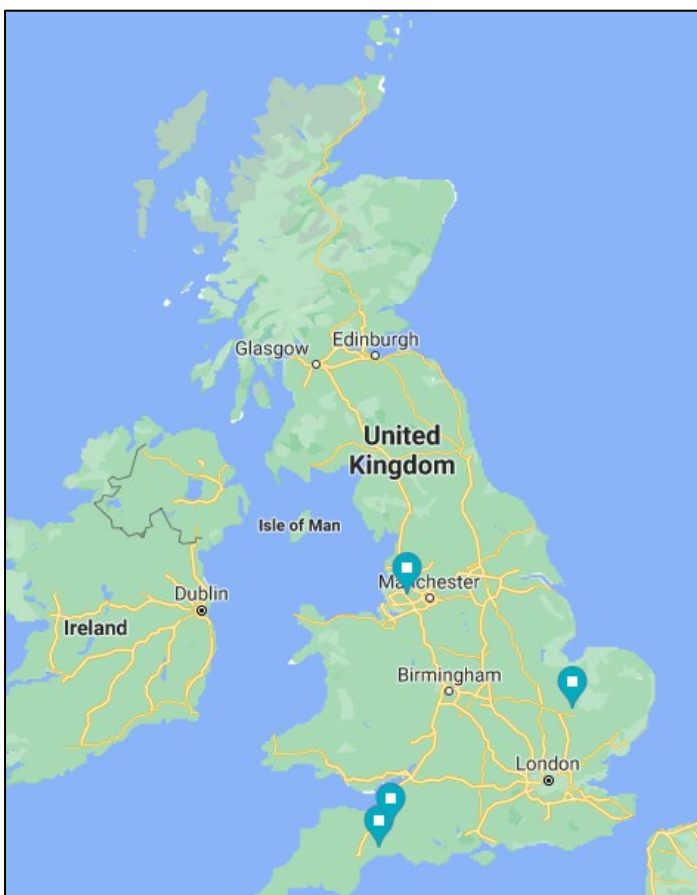 Edinburgh
Glasgow
United
Kingdom
Isle of Man
Manchester
Dublin
Ireland
Birmingham
London